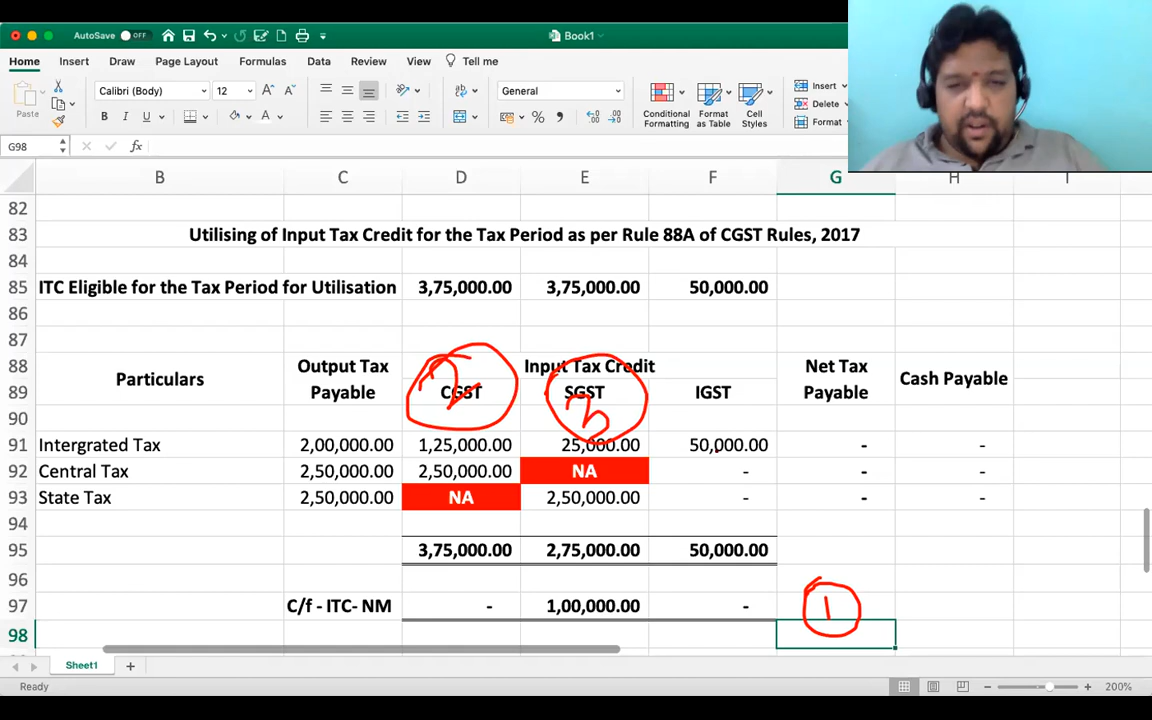 AutoSave OFF Book1
Home Insert Draw Page Layout Formulas Data Review View Tell me
Paste Calibri (Body) 12 A A General Conditional Formatting Format as Table Cell Styles Insert Delete Format
B I U A %
G98 fx
B C D E F G H I
82
83 Utilising of Input Tax Credit for the Tax Period as per Rule 88A of CGST Rules, 2017
84
85 ITC Eligible for the Tax Period for Utilisation 3,75,000.00 3,75,000.00 50,000.00
86
87
88 Particulars Output Tax Input Tax Credit Net Tax Cash Payable
89 Payable CGST SGST IGST Payable
2 3
90
91 Intergrated Tax 2,00,000.00 1,25,000.00 25,000.00 50,000.00 - -
92 Central Tax 2,50,000.00 2,50,000.00 NA - - -
93 State Tax 2,50,000.00 NA 2,50,000.00 - - -
94
95 3,75,000.00 2,75,000.00 50,000.00
96
97 C/f - ITC- NM - 1,00,000.00 - 1
98
Sheet1 +
Ready 200%